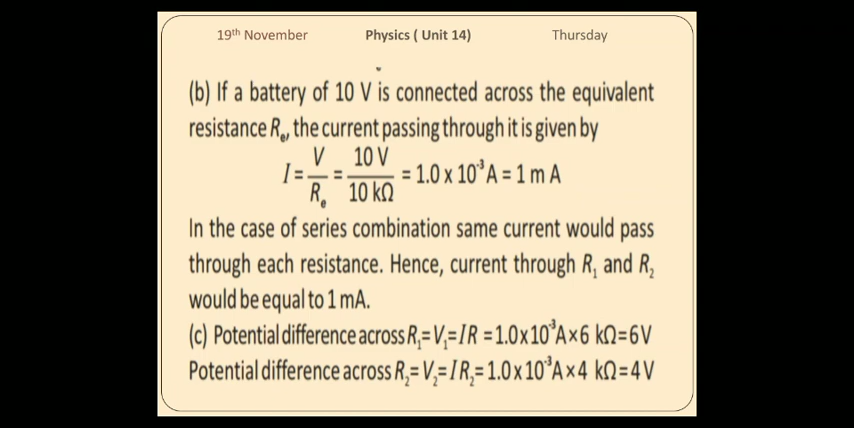 19th November Physics ( Unit 14) Thursday
(b) If a battery of 10 V is connected across the equivalent
resistance Rₑ, the current passing through it is given by
I = V/Rₑ = 10 V/10 kΩ = 1.0 x 10⁻³ A = 1 m A
In the case of series combination same current would pass
through each resistance. Hence, current through R₁ and R₂
would be equal to 1 mA.
(c) Potential difference across R₁= V₁= IR = 1.0x10⁻³A×6 kΩ=6V
Potential difference across R₂= V₂= IR₂= 1.0 x 10⁻³A×4 kΩ=4V